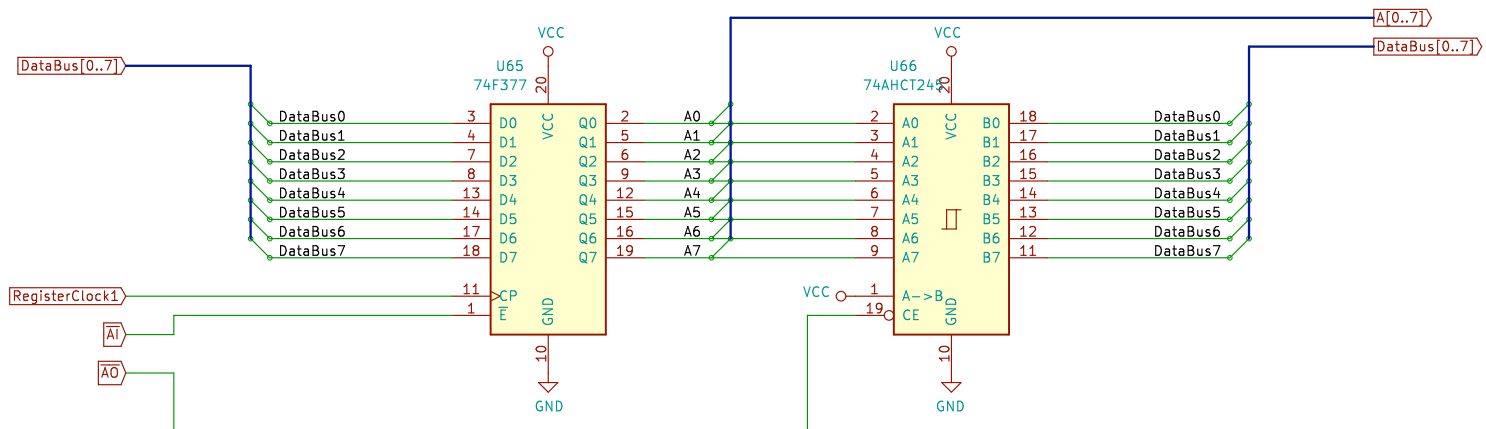 A[0..7]
VCC VCC
DataBus[0..7]
DataBus[0..7]
U65 U66
74F377 20 74AHCT245 20
DataBus0 3 D0 VCC Q0 2 A0 2 A0 VCC B0 18 DataBus0
DataBus1 4 D1 Q1 5 A1 3 A1 B1 17 DataBus1
DataBus2 7 D2 Q2 6 A2 4 A2 B2 16 DataBus2
DataBus3 8 D3 Q3 9 A3 5 A3 B3 15 DataBus3
DataBus4 13 D4 Q4 12 A4 6 A4 B4 14 DataBus4
DataBus5 14 D5 Q5 15 A5 7 A5 B5 13 DataBus5
DataBus6 17 D6 Q6 16 A6 8 A6 B6 12 DataBus6
DataBus7 18 D7 Q7 19 A7 9 A7 B7 11 DataBus7
RegisterClock1 11 CP VCC 1 A->B
1 E̅ GND 19 CE GND
A̅I̅
10 10
A̅O̅
GND GND